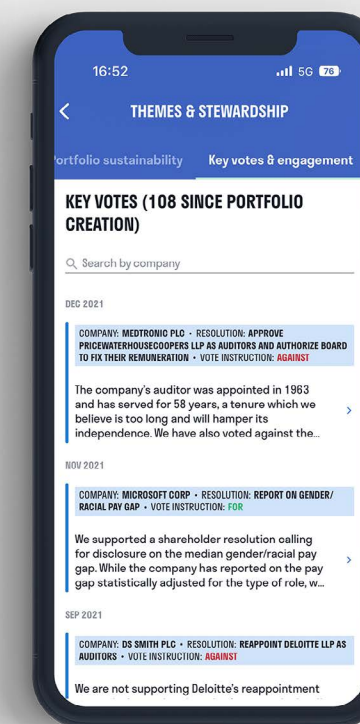 16:52
5G 76
THEMES & STEWARDSHIP
ortfolio sustainability Key votes & engagement
KEY VOTES (108 SINCE PORTFOLIO
CREATION)
Search by company
DEC 2021
COMPANY: MEDTRONIC PLC • RESOLUTION: APPROVE
PRICEWATERHOUSECOOPERS LLP AS AUDITORS AND AUTHORIZE BOARD
TO FIX THEIR REMUNERATION • VOTE INSTRUCTION: AGAINST
The company's auditor was appointed in 1963
and has served for 58 years, a tenure which we
believe is too long and will hamper its
independence. We have also voted against the...
NOV 2021
COMPANY: MICROSOFT CORP • RESOLUTION: REPORT ON GENDER/
RACIAL PAY GAP • VOTE INSTRUCTION: FOR
We supported a shareholder resolution calling
for disclosure on the median gender/racial pay
gap. While the company has reported on the pay
gap statistically adjusted for the type of role, w...
SEP 2021
COMPANY: DS SMITH PLC • RESOLUTION: REAPPOINT DELOITTE LLP AS
AUDITORS • VOTE INSTRUCTION: AGAINST
We are not supporting Deloitte's reappointment